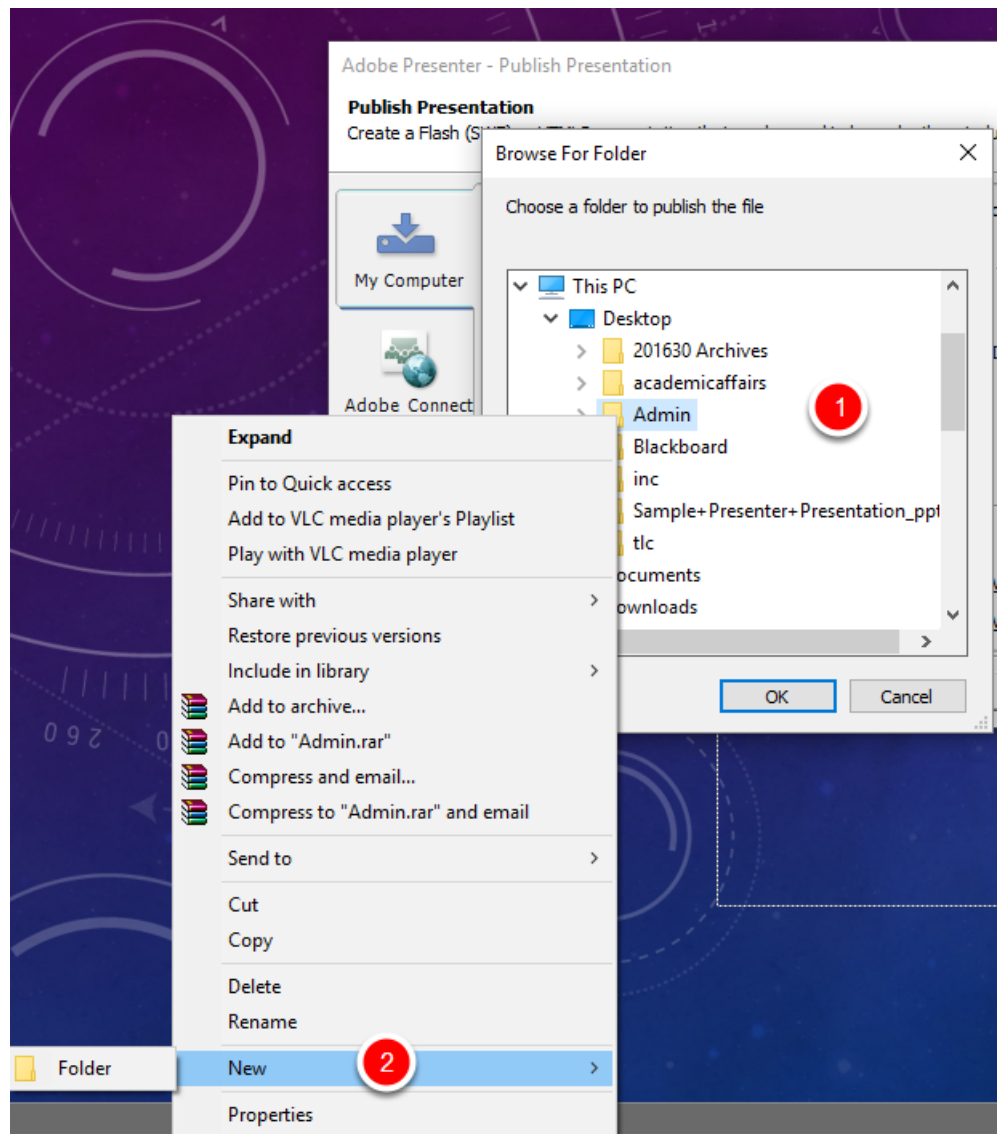 Adobe Presenter - Publish Presentation
Publish Presentation
Create a Flash
Browse For Folder
Choose a folder to publish the file
My Computer
Adobe Connect
This PC
Desktop
201630 Archives
academicaffairs
Admin
1
Blackboard
inc
Sample+Presenter+Presentation_ppt
tlc
ocuments
ownloads
OK
Cancel
Expand
Pin to Quick access
Add to VLC media player's Playlist
Play with VLC media player
Share with
Restore previous versions
Include in library
Add to archive...
Add to "Admin.rar"
Compress and email...
Compress to "Admin.rar" and email
Send to
Cut
Copy
Delete
Rename
New
2
Folder
Properties
260